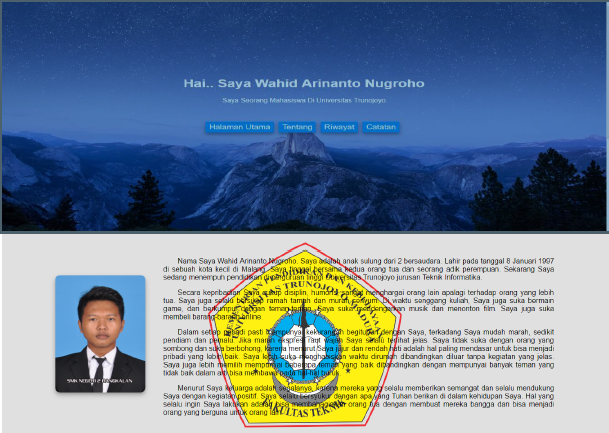 Hai.. Saya Wahid Arinanto Nugroho
Saya Seorang Mahasiswa Di Universitas Trunojoyo
Halaman Utama Tentang Riwayat Catatan
Nama Saya Wahid Arinanto Nugroho. Saya adalah anak sulung dari 2 bersaudara. Lahir pada tanggal 8 Januari 1997
di sebuah kota kecil di Malang. Saya tinggal bersama kedua orang tua dan seorang adik perempuan. Sekarang Saya
sedang menempuh pendidikan di perguruan tinggi Universitas Trunojoyo jurusan Teknik Informatika.
Secara kepribadian Saya cukup disiplin, humoris, sangat menghargai orang lain apalagi terhadap orang yang lebih
tua. Saya juga selalu bersikap ramah tamah dan murah senyum. Di waktu senggang kuliah, Saya juga suka bermain
game, dan berkumpul dengan teman-teman. Saya suka mendengarkan musik dan menonton film. Saya juga suka
membeli barang-barang online.
Dalam setiap pribadi pasti punya kekurangan begitupun dengan Saya, terkadang Saya mudah marah, sedikit
pendiam dan pemalu. Jika marah ekspresi raut wajah Saya selalu terlihat jelas. Saya tidak suka dengan orang yang
sombong dan suka berbohong, karena menurut Saya jujur dan rendah hati adalah hal paling mendasar untuk bisa menjadi
pribadi yang lebih baik. Saya lebih suka menghabiskan waktu dirumah dibandingkan diluar tanpa kegiatan yang jelas.
Saya juga lebih memilih mempunyai beberapa teman yang baik dibandingkan dengan mempunyai banyak teman yang
tidak baik dalam arti bisa membawa pada hal-hal buruk.
Menurut Saya keluarga adalah segalanya, karena mereka yang selalu memberikan semangat dan selalu mendukung
Saya dengan kegiatan positif. Saya selalu bersyukur dengan apa yang Tuhan berikan di dalam kehidupan Saya. Hal yang
selalu ingin Saya lakukan adalah bisa membanggakan orang tua dengan membuat mereka bangga dan bisa menjadi
orang yang berguna untuk orang lain.
SMK NEGERI 2 BANGKALAN
UNIVERSITAS TRUNOJOYO
FAKULTAS TEKNIK